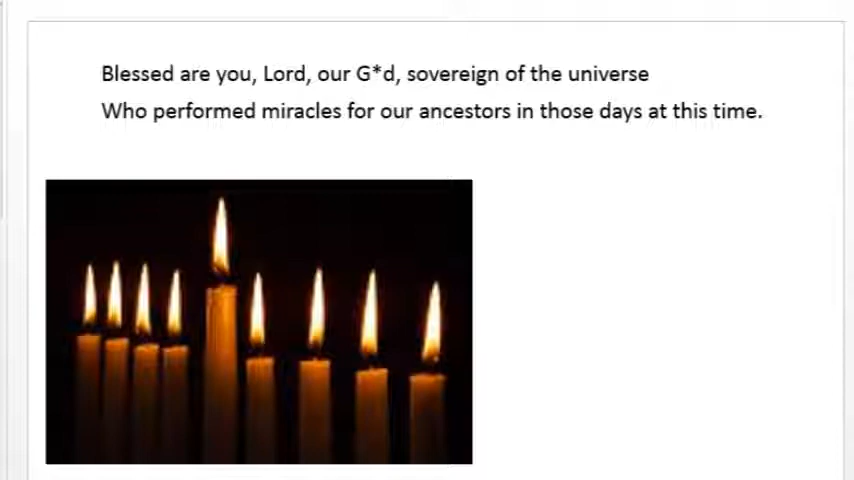 Blessed are you, Lord, our G*d, sovereign of the universe
Who performed miracles for our ancestors in those days at this time.